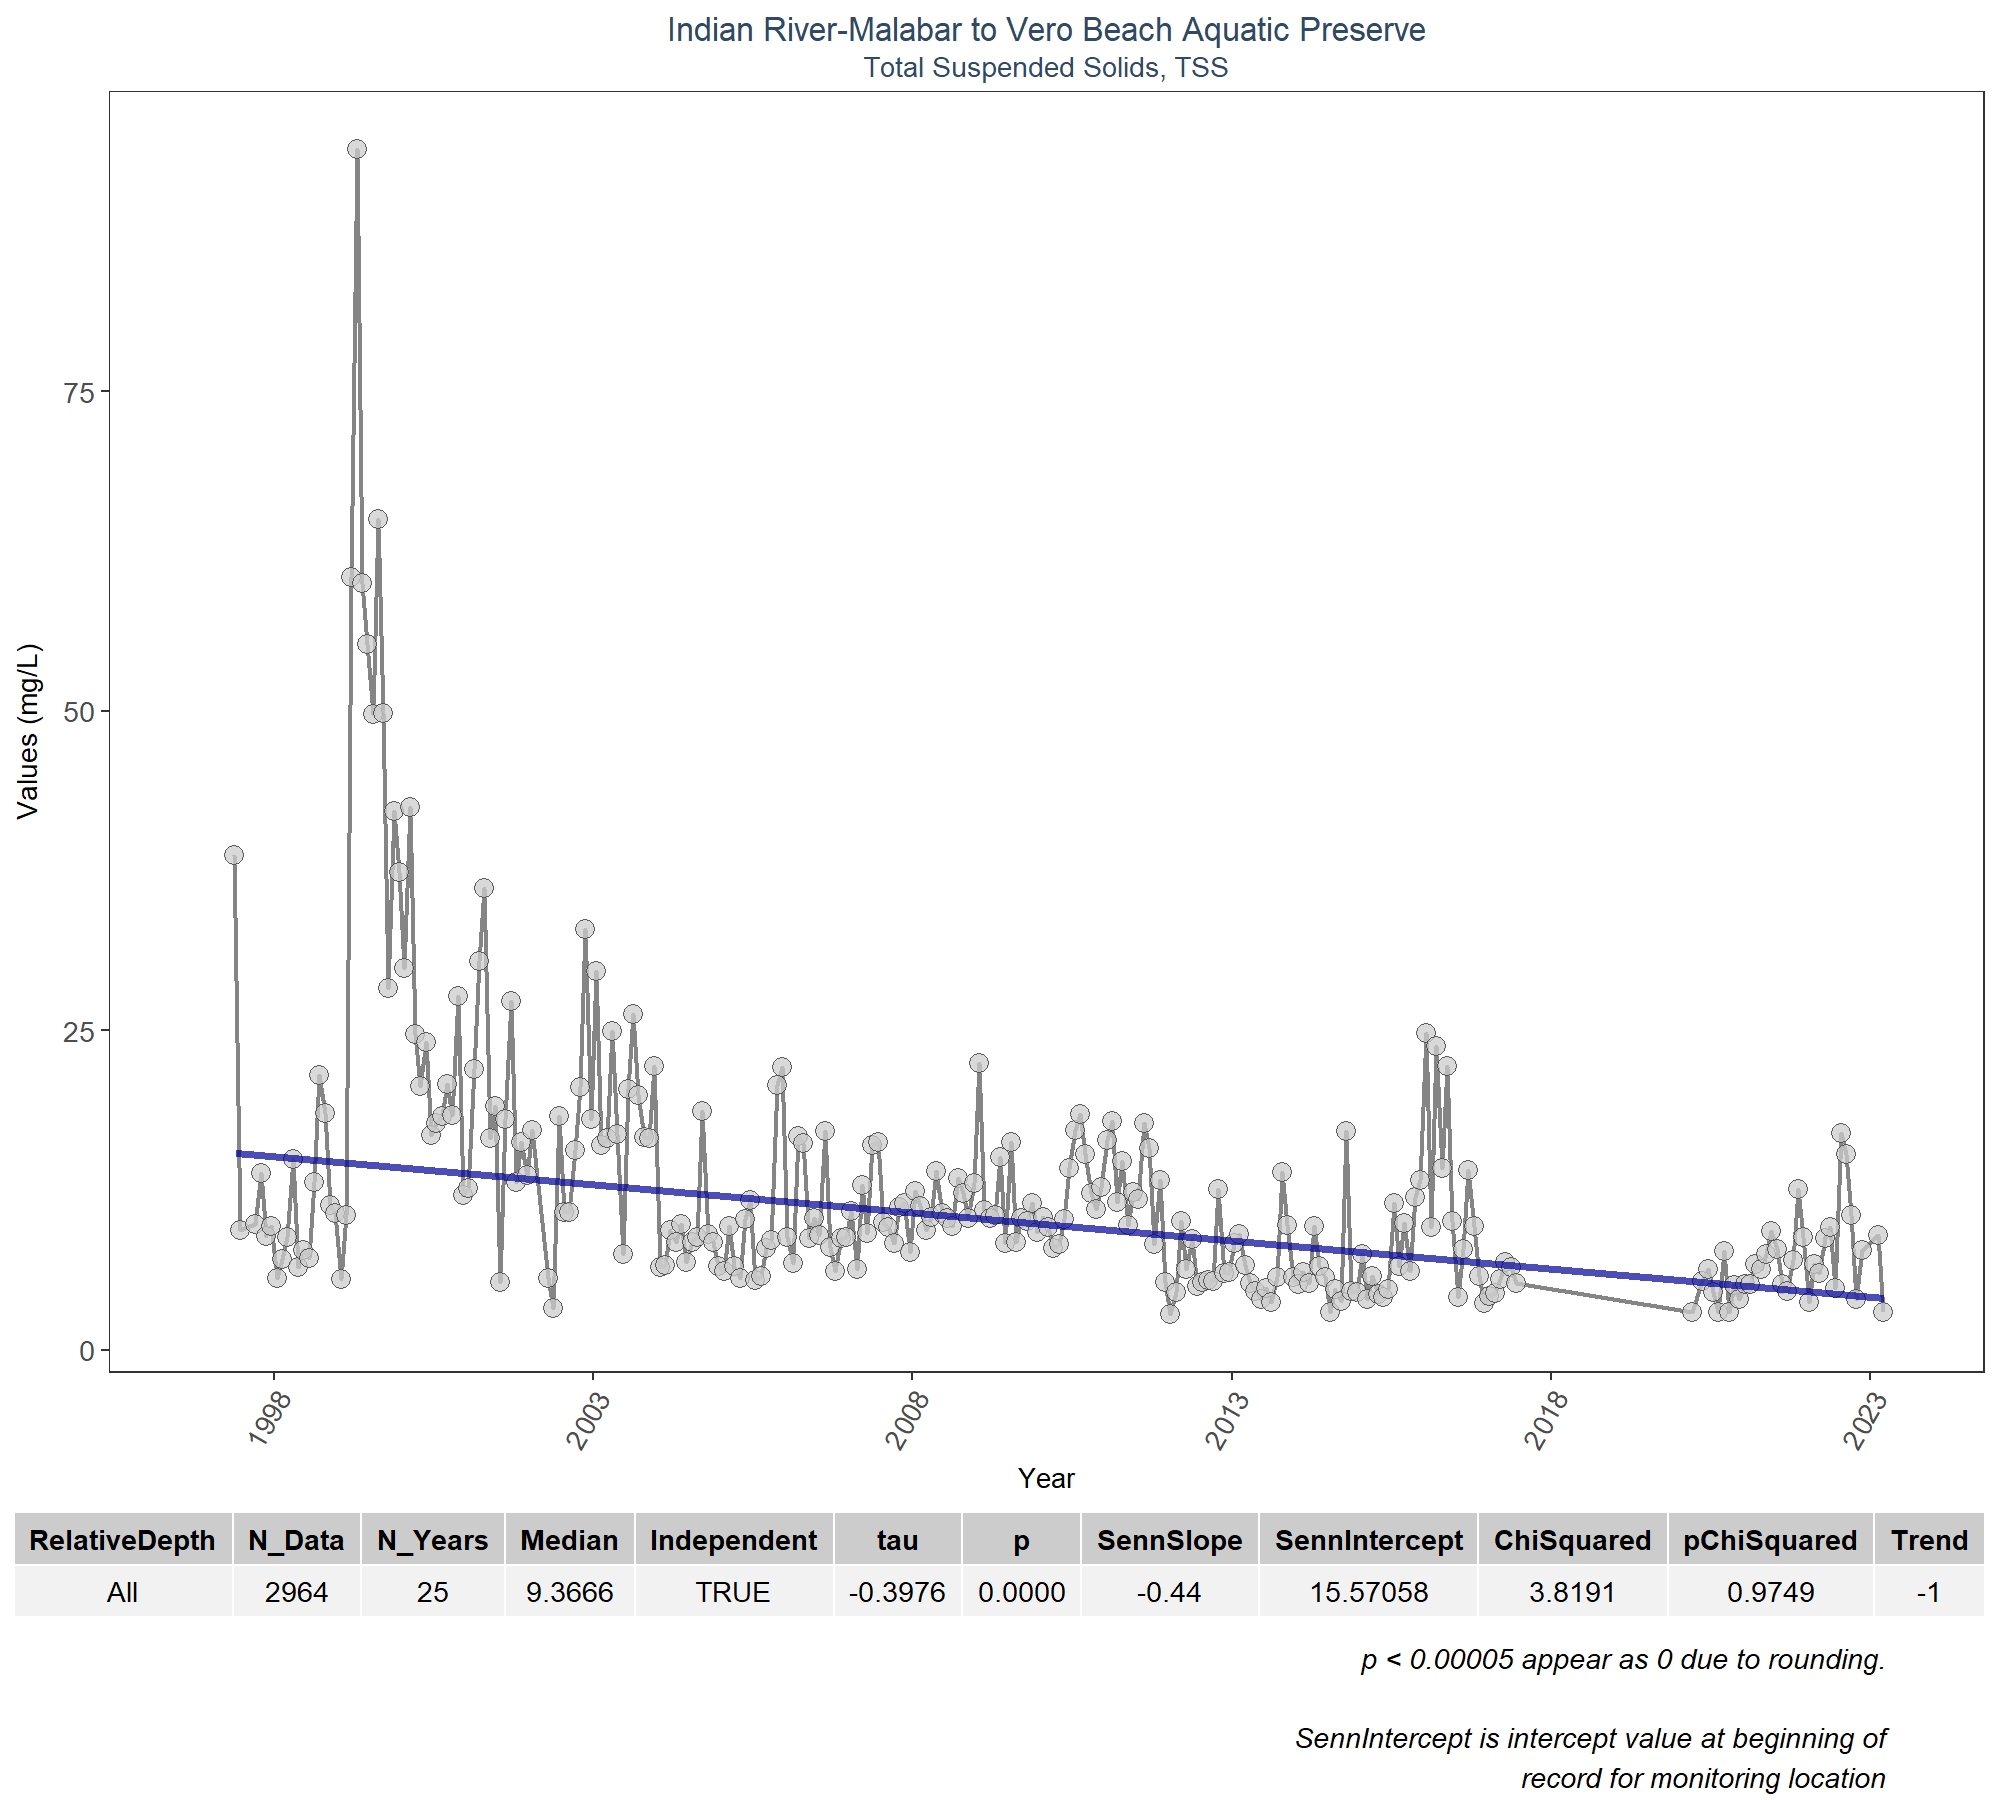 Indian River-Malabar to Vero Beach Aquatic Preserve
Total Suspended Solids, TSS
Values (mg/L)
75
50
25
0
1998 2003 2008 2013 2018 2023
Year
RelativeDepth N_Data N_Years Median Independent tau p SennSlope SennIntercept ChiSquared pChiSquared Trend
All 2964 25 9.3666 TRUE -0.3976 0.0000 -0.44 15.57058 3.8191 0.9749 -1
p < 0.00005 appear as 0 due to rounding.
SennIntercept is intercept value at beginning of
record for monitoring location